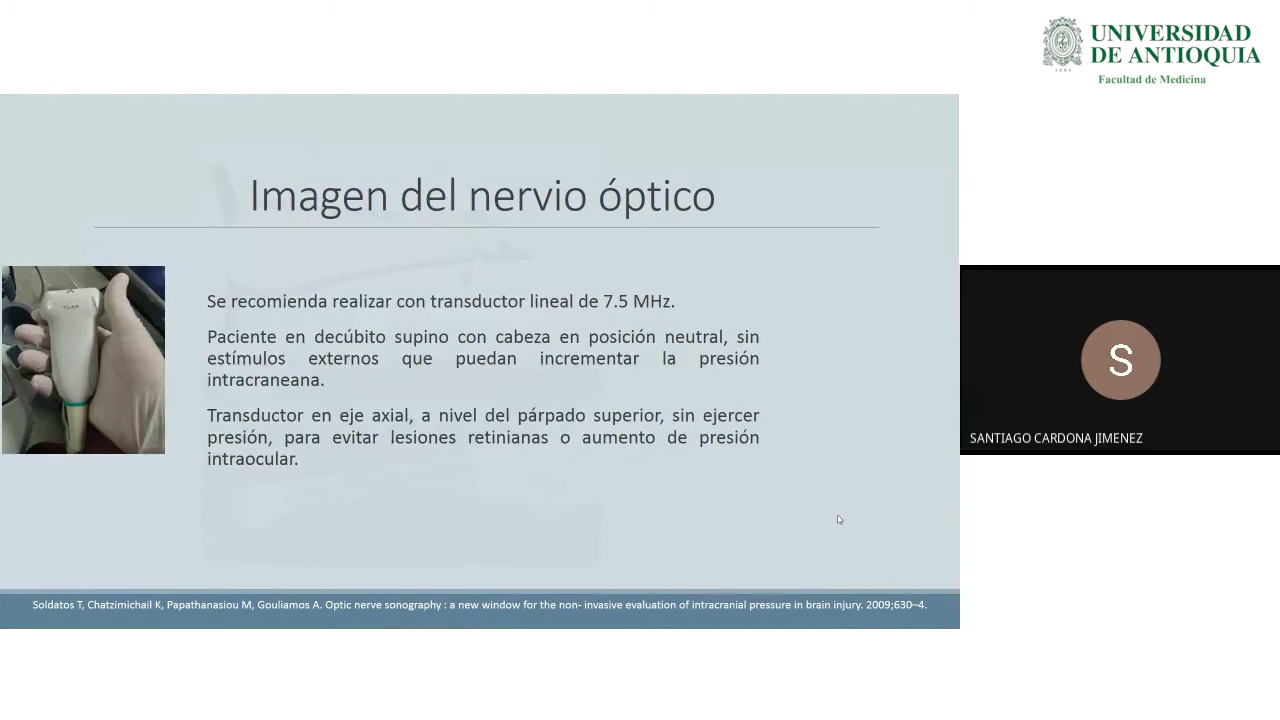 UNIVERSIDAD
DE ANTIOQUIA
1803
Facultad de Medicina
Imagen del nervio óptico
Se recomienda realizar con transductor lineal de 7.5 MHz.
Paciente en decúbito supino con cabeza en posición neutral, sin
estímulos externos que puedan incrementar la presión
intracraneana.
Transductor en eje axial, a nivel del párpado superior, sin ejercer
presión, para evitar lesiones retinianas o aumento de presión
intraocular.
S
SANTIAGO CARDONA JIMENEZ
Soldatos T, Chatzimichail K, Papathanasiou M, Gouliamos A. Optic nerve sonography : a new window for the non- invasive evaluation of intracranial pressure in brain injury. 2009;630–4.